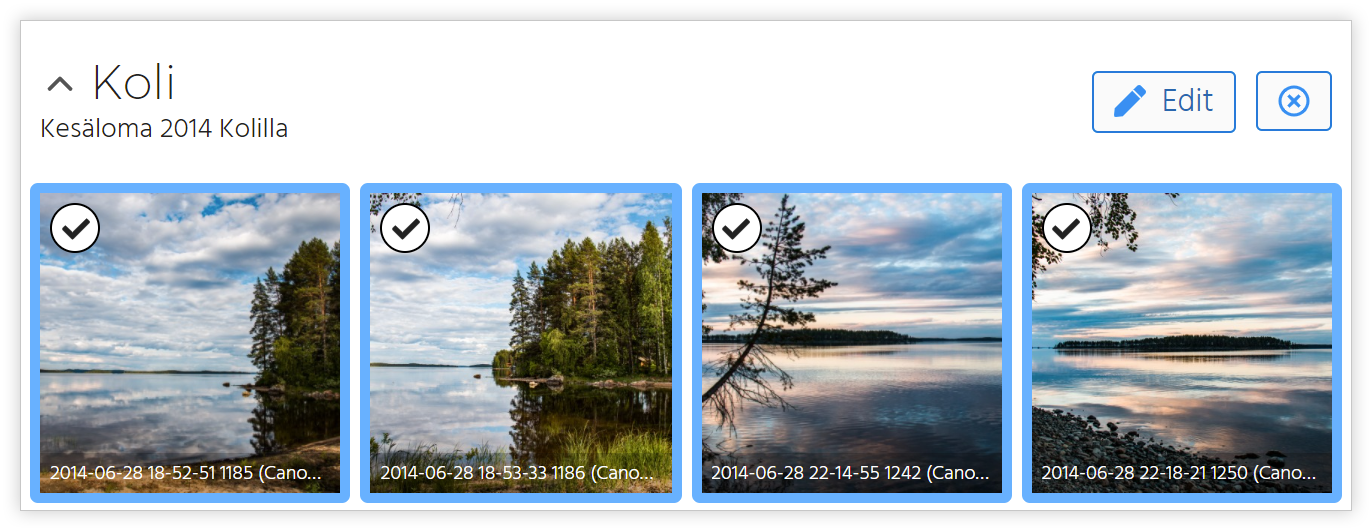 Koli
Edit
Kesäloma 2014 Kolilla
2014-06-28 18-52-51 1185 (Cano...
2014-06-28 18-53-33 1186 (Cano...
2014-06-28 22-14-55 1242 (Cano...
2014-06-28 22-18-21 1250 (Cano...